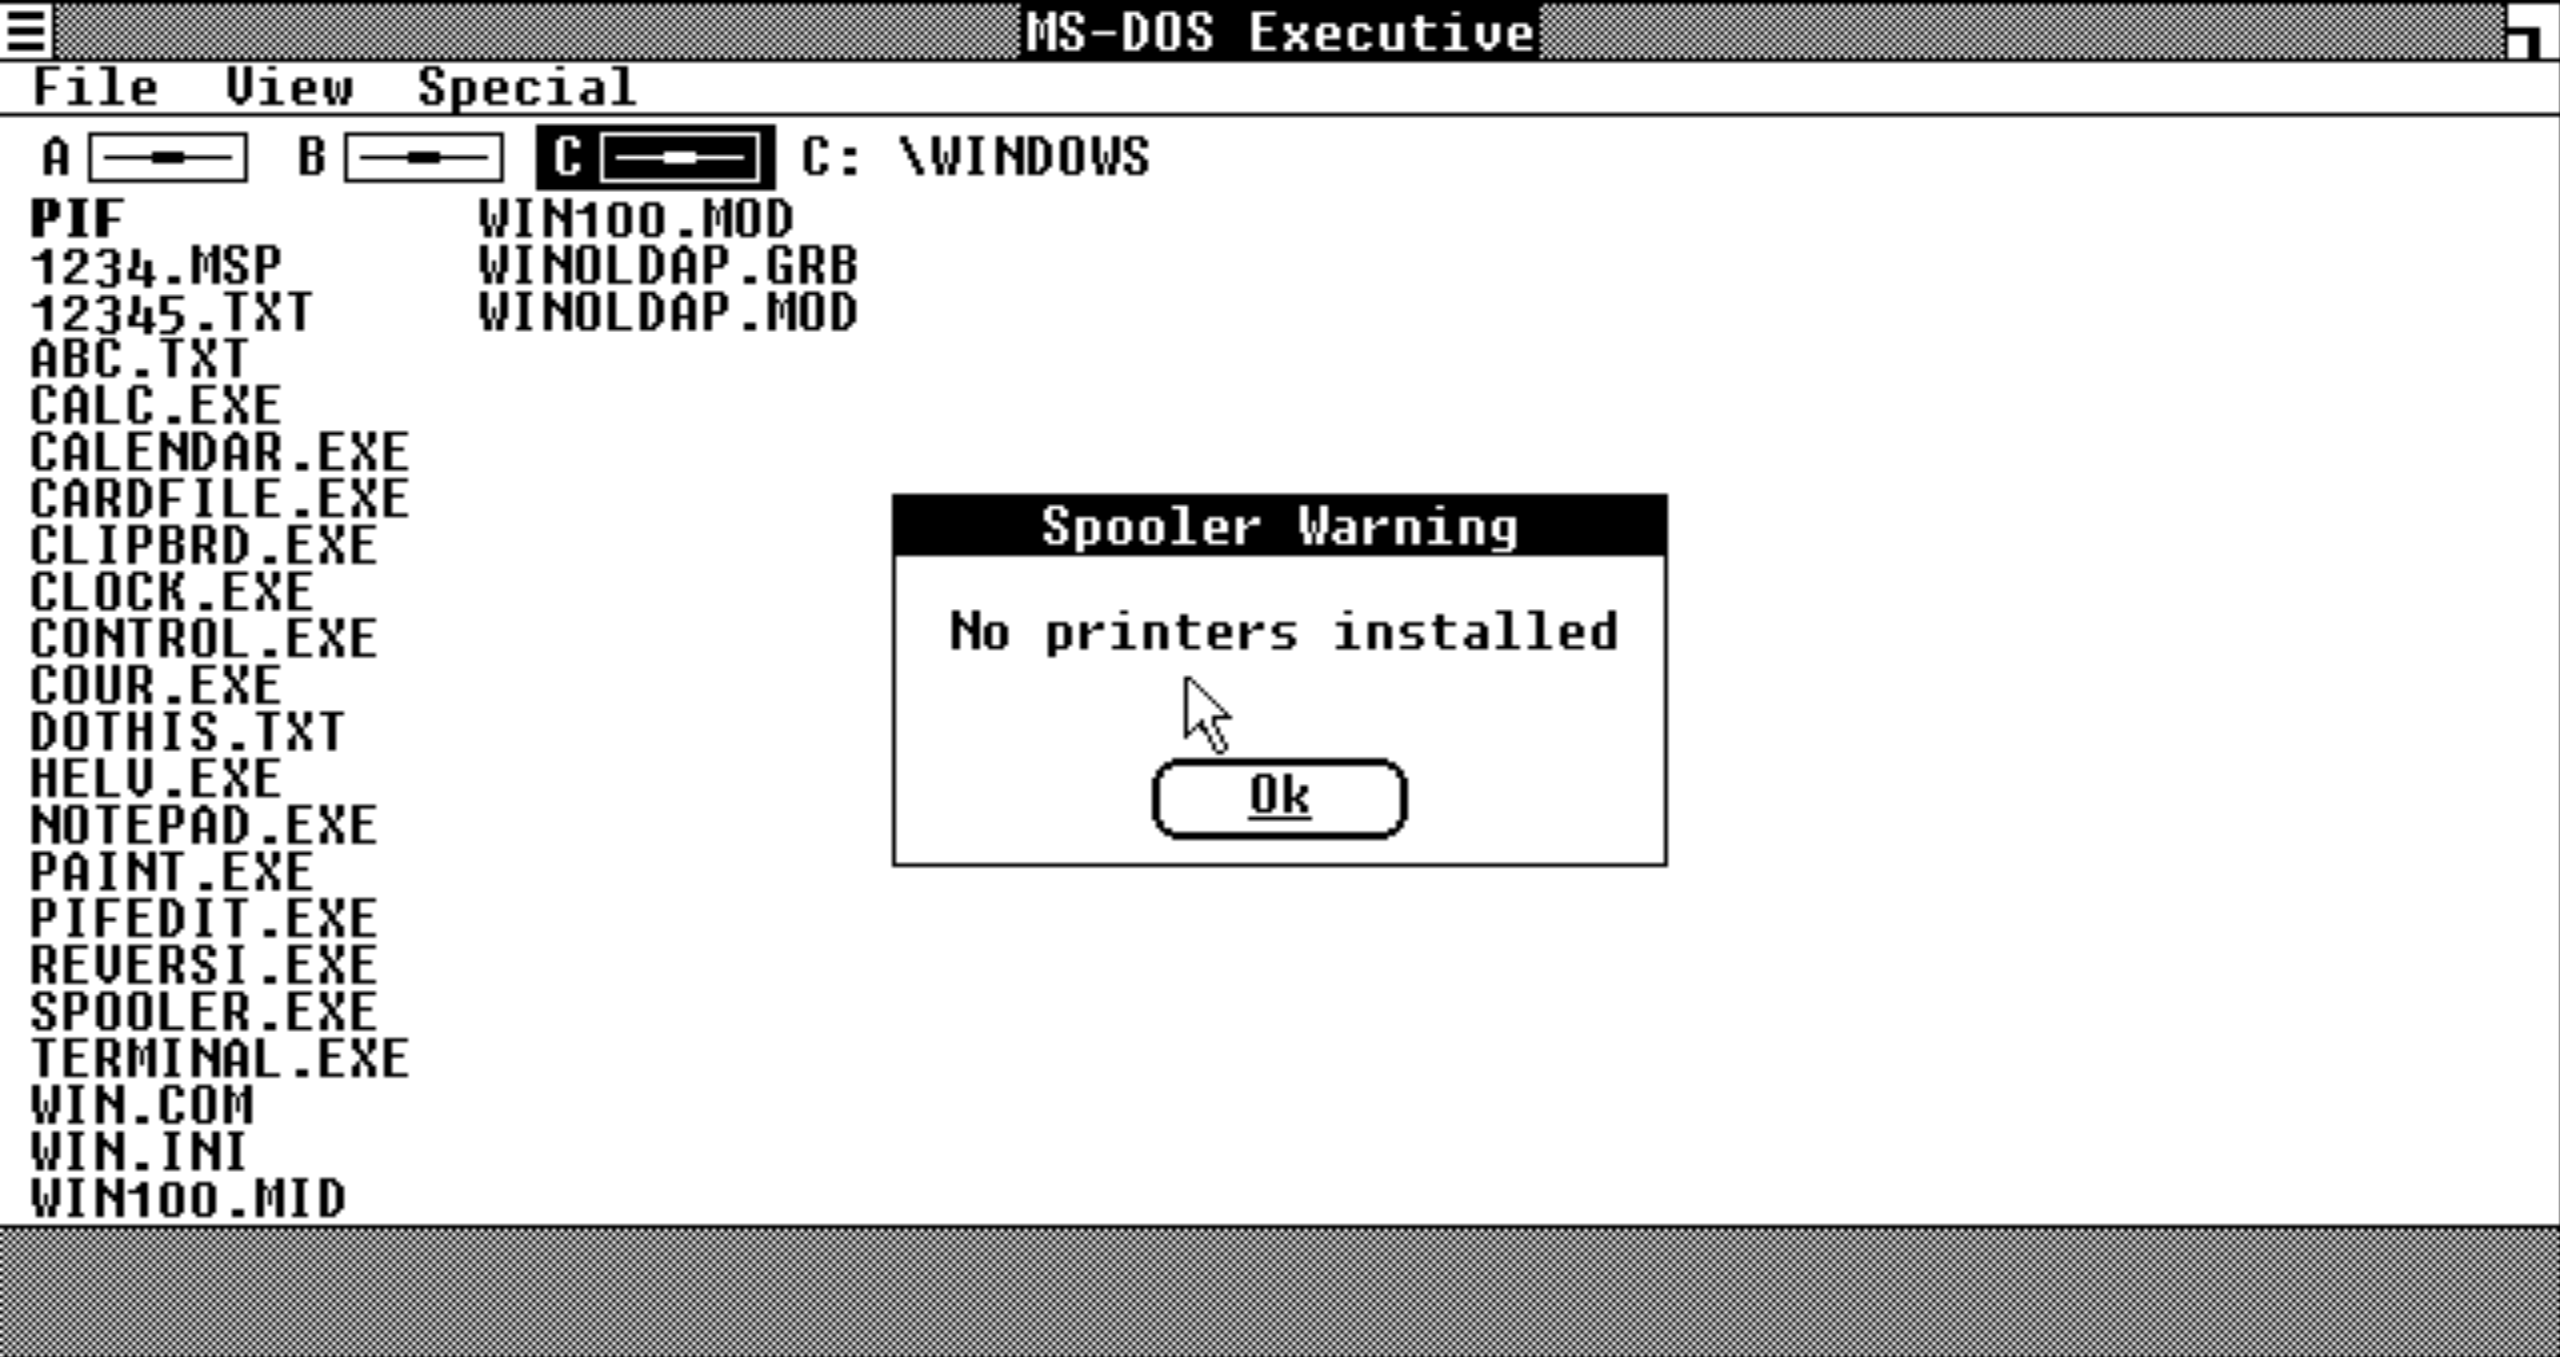 MS-DOS Executive
File View Special
A B C C: \WINDOWS
PIF
1234.MSP
12345.TXT
ABC.TXT
CALC.EXE
CALENDAR.EXE
CARDFILE.EXE
CLIPBRD.EXE
CLOCK.EXE
CONTROL.EXE
COUR.EXE
DOTHIS.TXT
HELV.EXE
NOTEPAD.EXE
PAINT.EXE
PIFEDIT.EXE
REVERSI.EXE
SPOOLER.EXE
TERMINAL.EXE
WIN.COM
WIN.INI
WIN100.MID
WIN100.MOD
WINOLDAP.GRB
WINOLDAP.MOD
Spooler Warning
No printers installed
Ok